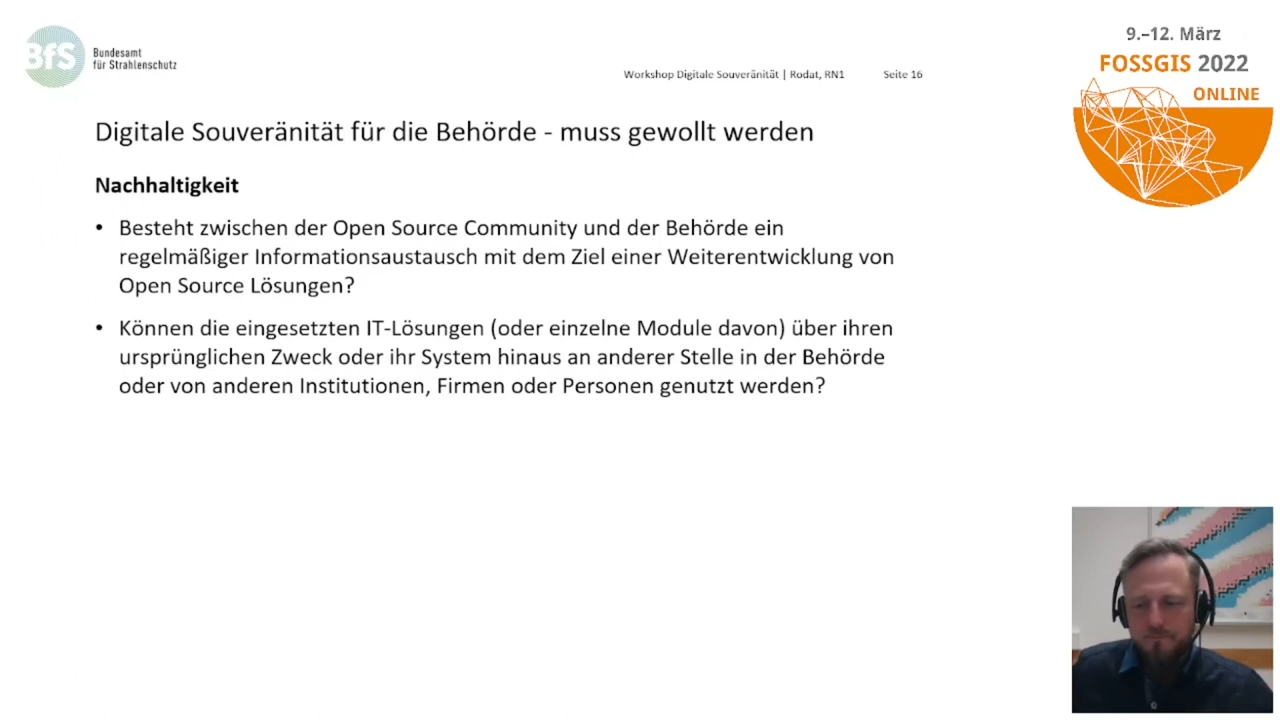 BfS
Bundesamt
für Strahlenschutz
Workshop Digitale Souveränität | Rodat, RN1 Seite 16
9.–12. März
FOSSGIS 2022
ONLINE
Digitale Souveränität für die Behörde - muss gewollt werden
Nachhaltigkeit
• Besteht zwischen der Open Source Community und der Behörde ein
regelmäßiger Informationsaustausch mit dem Ziel einer Weiterentwicklung von
Open Source Lösungen?
• Können die eingesetzten IT-Lösungen (oder einzelne Module davon) über ihren
ursprünglichen Zweck oder ihr System hinaus an anderer Stelle in der Behörde
oder von anderen Institutionen, Firmen oder Personen genutzt werden?